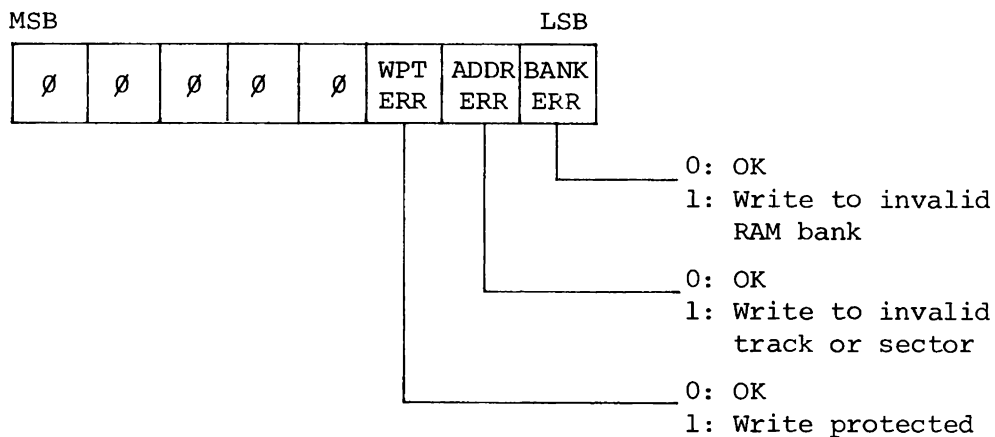 MSB LSB
Ø Ø Ø Ø Ø WPT ERR ADDR ERR BANK ERR
0: OK
1: Write to invalid
RAM bank
0: OK
1: Write to invalid
track or sector
0: OK
1: Write protected